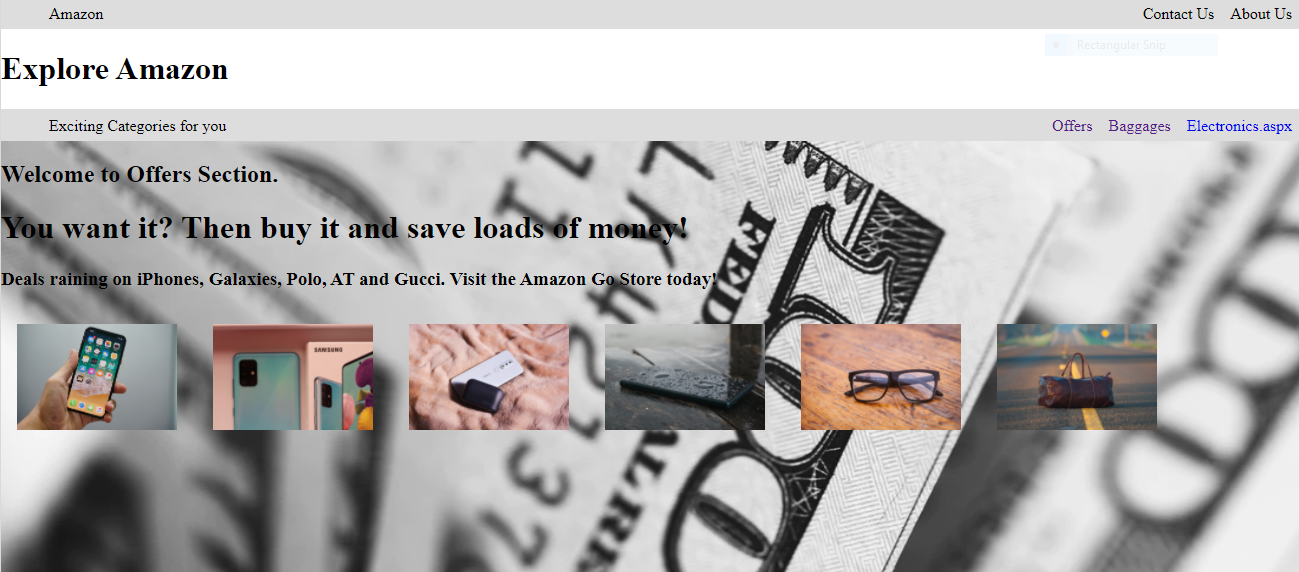 Amazon Contact Us About Us
Rectangular Snip
Explore Amazon
Exciting Categories for you Offers Baggages Electronics.aspx
Welcome to Offers Section.
You want it? Then buy it and save loads of money!
Deals raining on iPhones, Galaxies, Polo, AT and Gucci. Visit the Amazon Go Store today!
SAMSUNG